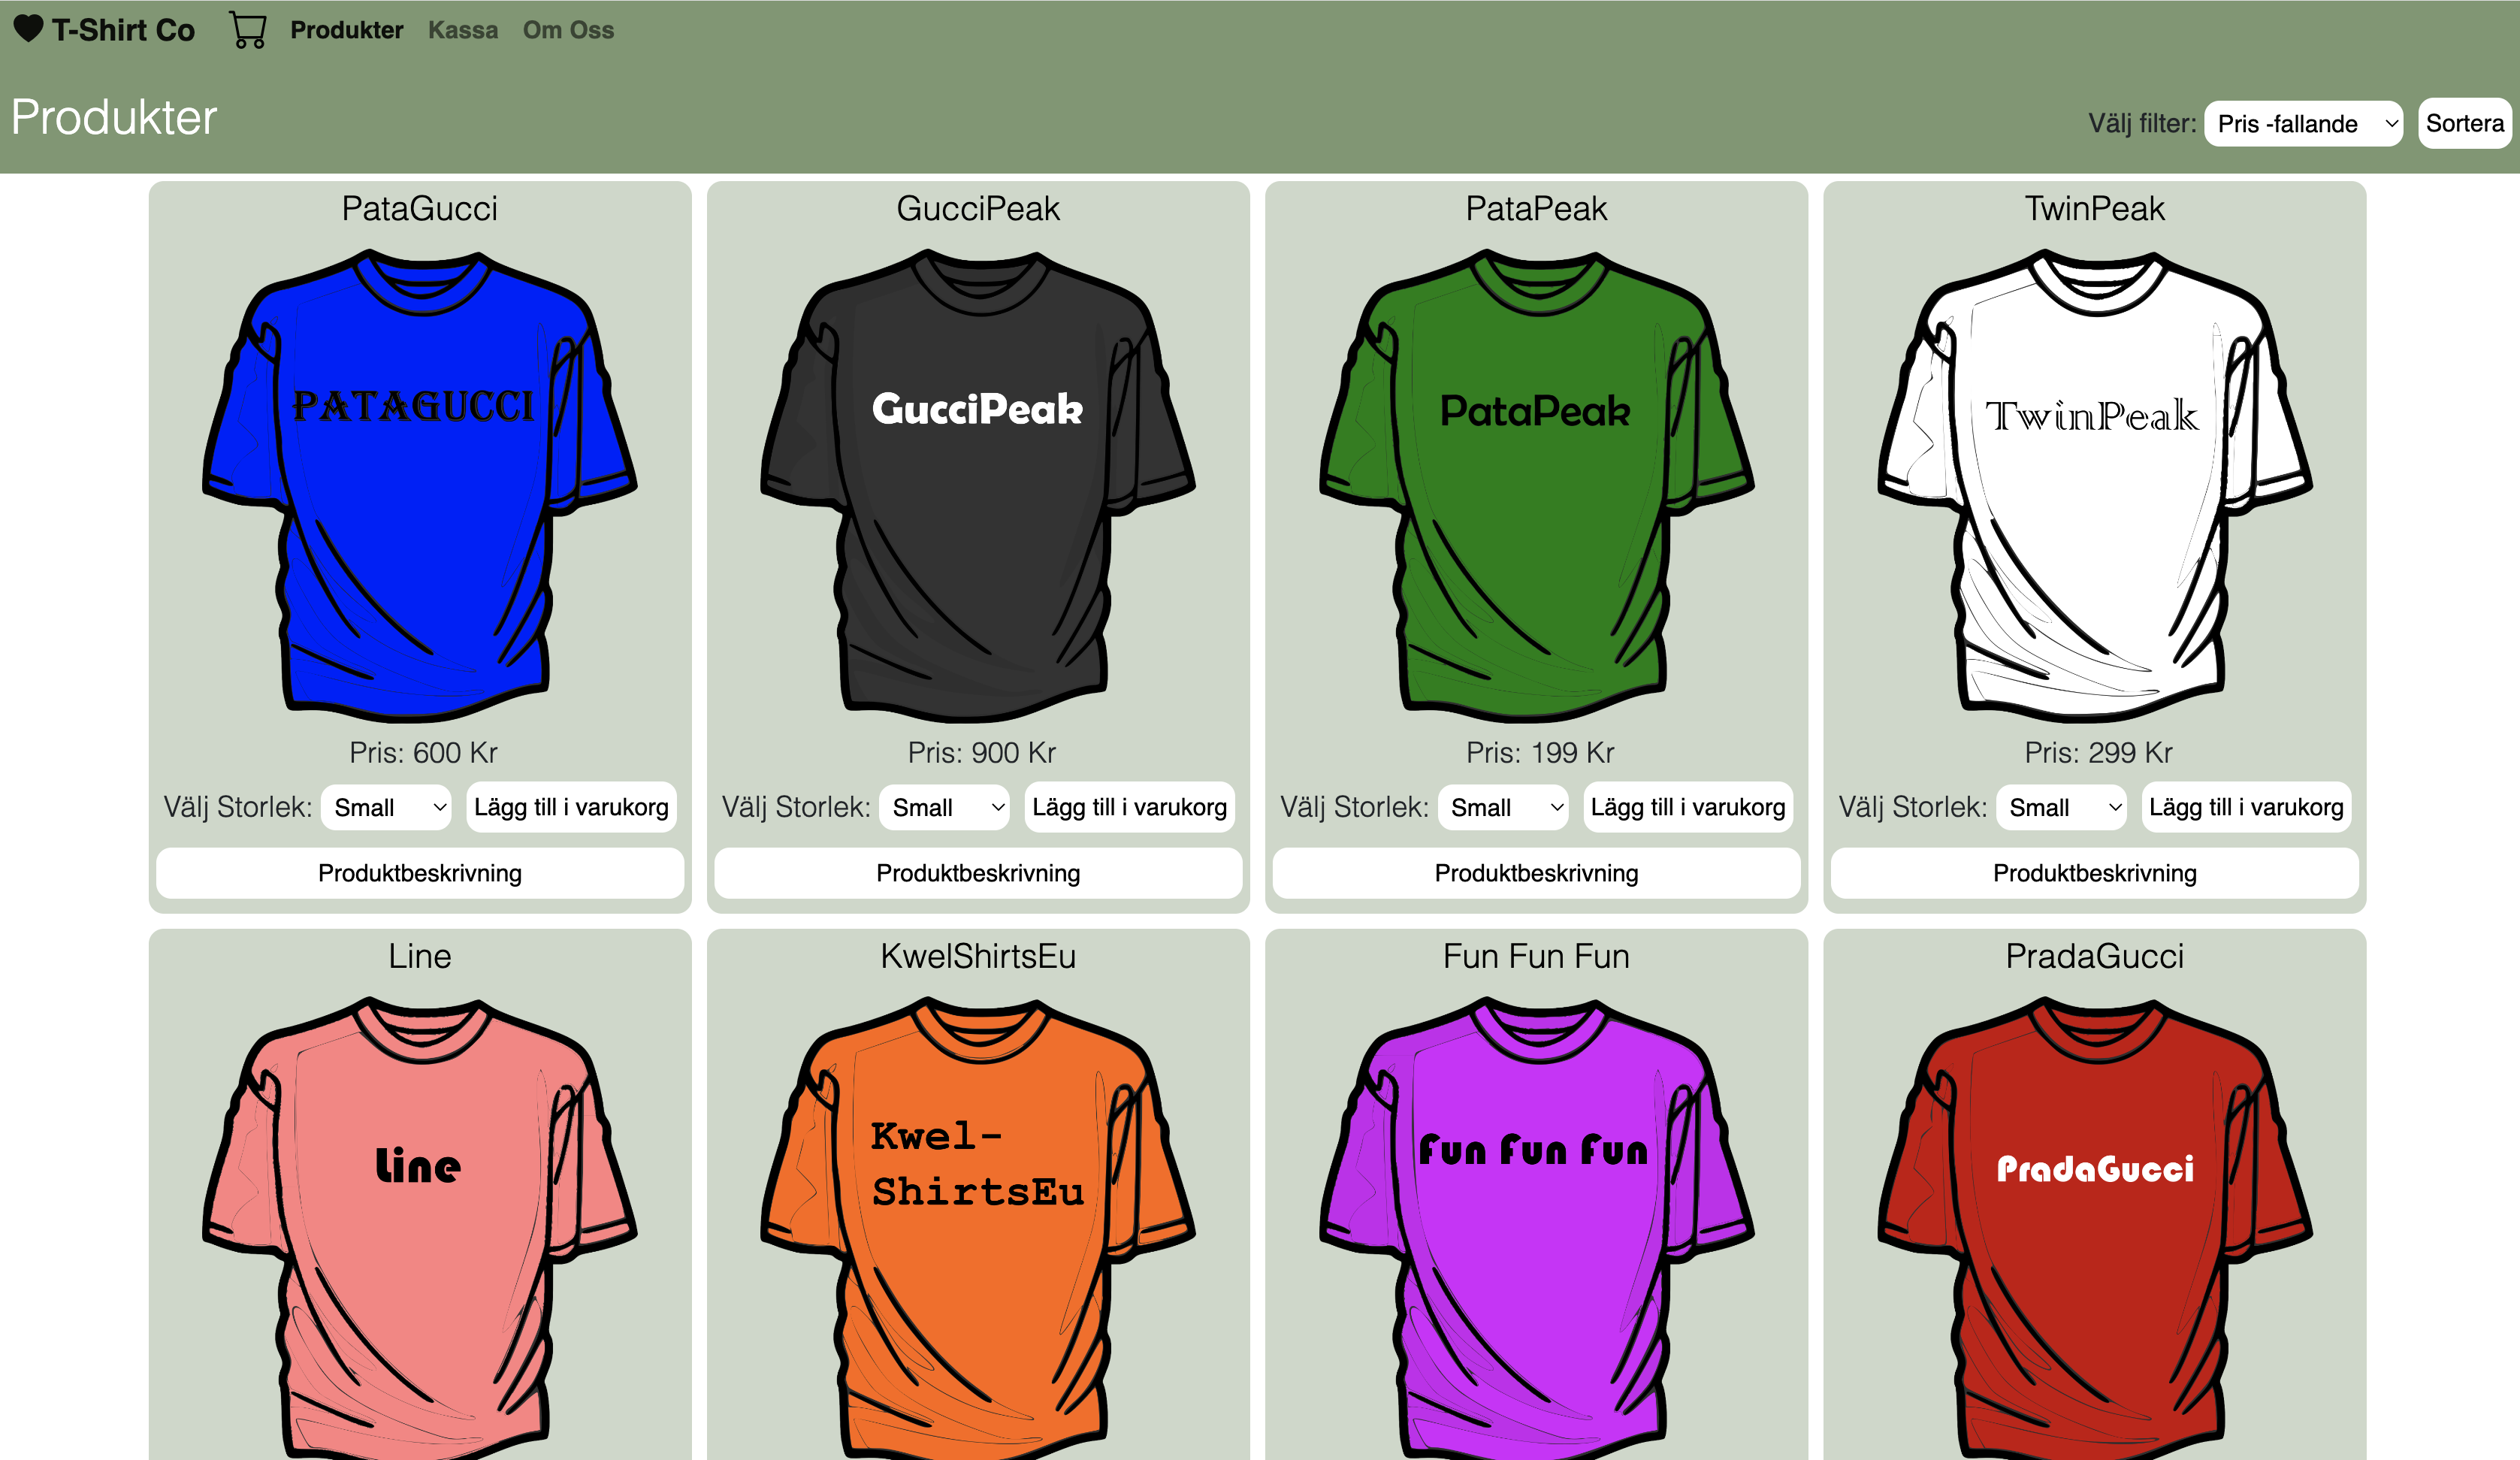 T-Shirt Co Produkter Kassa Om Oss
Produkter
Välj filter: Pris -fallande Sortera
PataGucci GucciPeak PataPeak TwinPeak
PATAGUCCI GucciPeak PataPeak TwinPeak
Pris: 600 Kr Pris: 900 Kr Pris: 199 Kr Pris: 299 Kr
Välj Storlek: Small Lägg till i varukorg Välj Storlek: Small Lägg till i varukorg Välj Storlek: Small Lägg till i varukorg Välj Storlek: Small Lägg till i varukorg
Produktbeskrivning Produktbeskrivning Produktbeskrivning Produktbeskrivning
Line KwelShirtsEu Fun Fun Fun PradaGucci
Line
Kwel-
ShirtsEu
Fun Fun Fun
PradaGucci